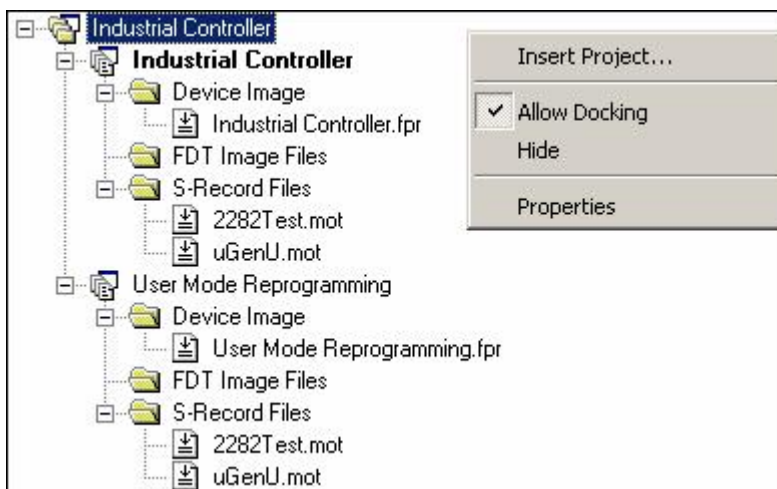 Industrial Controller
Industrial Controller
Device Image
Industrial Controller.fpr
FDT Image Files
S-Record Files
2282Test.mot
uGenU.mot
User Mode Reprogramming
Device Image
User Mode Reprogramming.fpr
FDT Image Files
S-Record Files
2282Test.mot
uGenU.mot
Insert Project...
Allow Docking
Hide
Properties